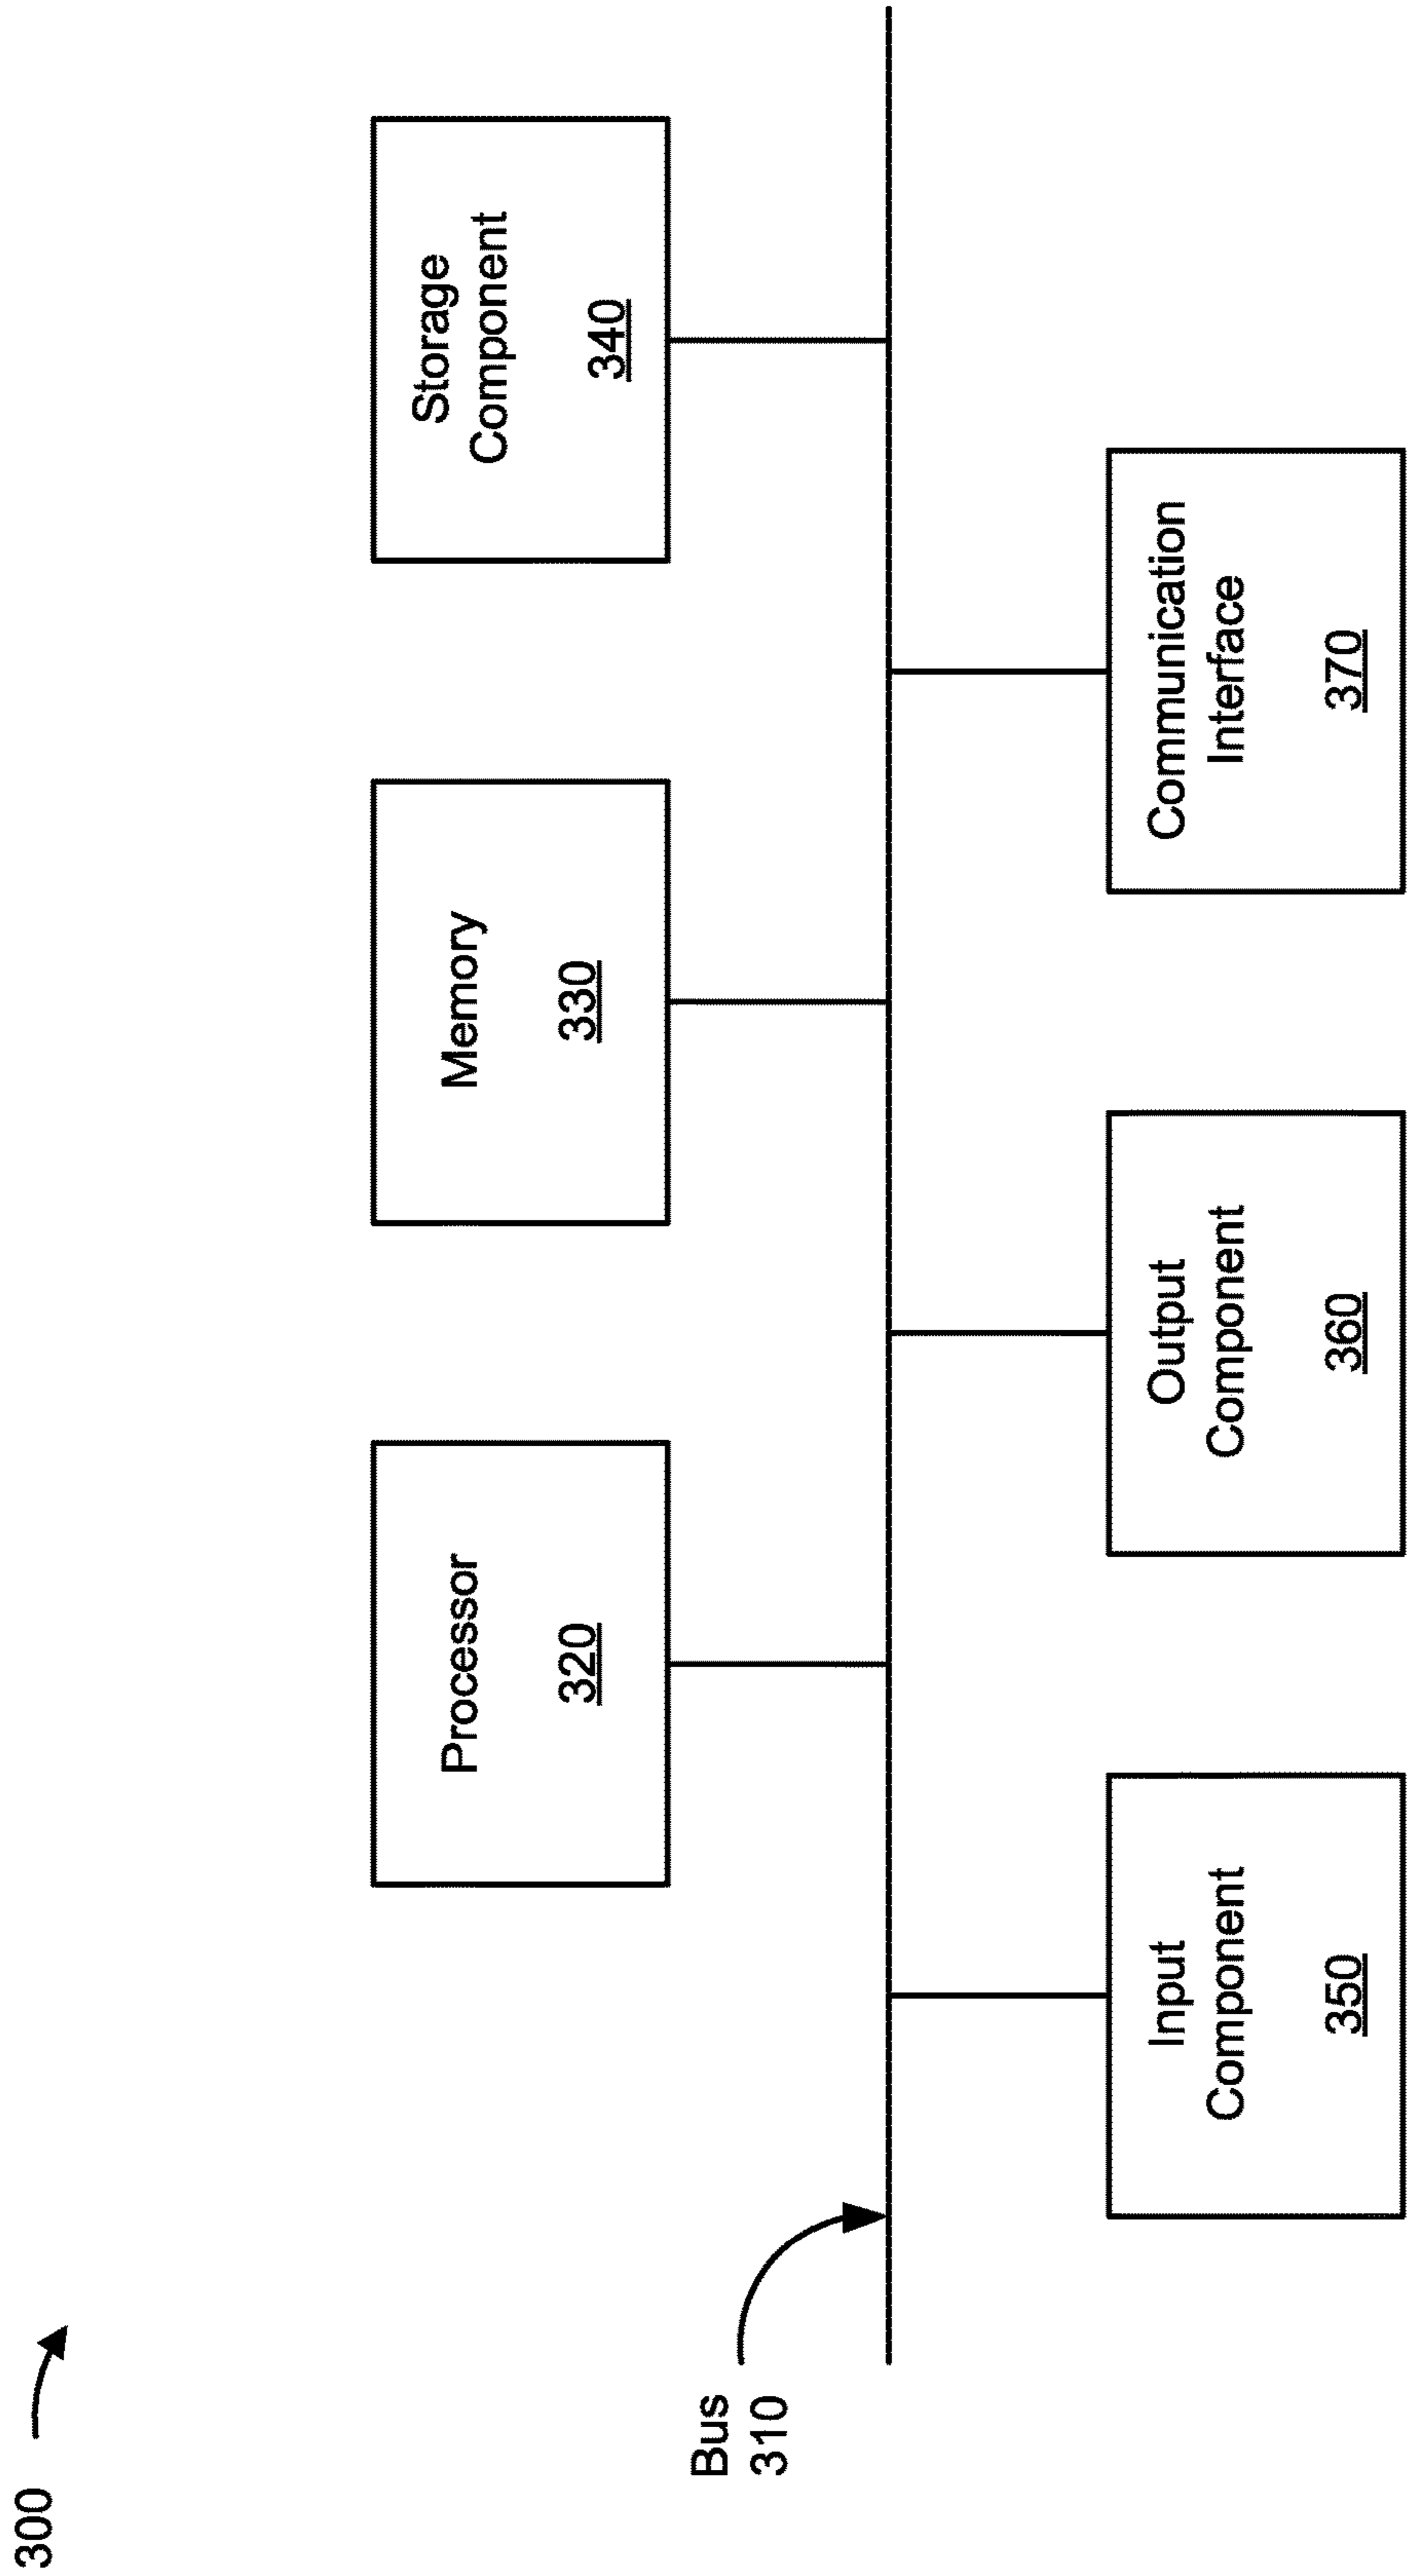 300
Bus
310
Processor
320
Memory
330
Storage
Component
340
Input
Component
350
Output
Component
360
Communication
Interface
370